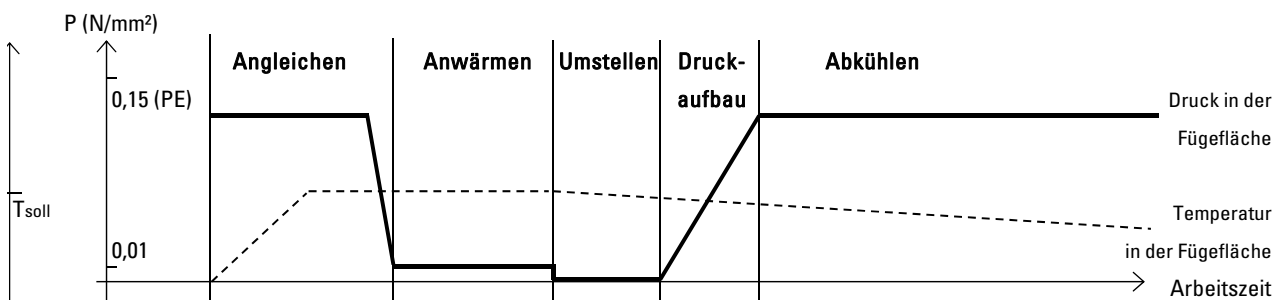 P (N/mm²)
Angleichen
Anwärmen
Umstellen
Druck-
aufbau
Abkühlen
0,15 (PE)
Druck in der
Fügefläche
Tsoll
Temperatur
in der Fügefläche
0,01
Arbeitszeit